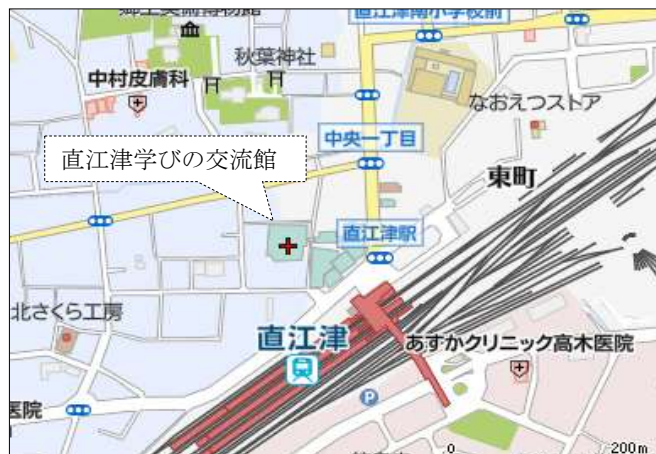 直江津南小学校前
秋葉神社
中村皮膚科
なおえつストア
中央一丁目
直江津学びの交流館
東町
直江津駅
北さくら工房
直江津
あすかクリニック高木医院
医院
P
0
200m